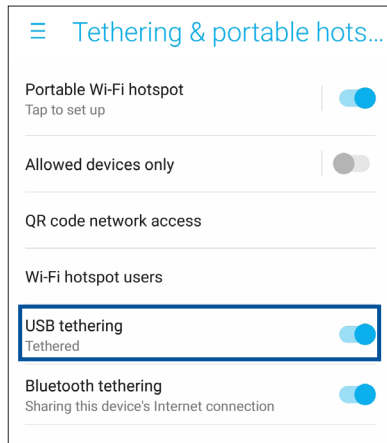 Tethering & portable hots...
Portable Wi-Fi hotspot
Tap to set up
Allowed devices only
QR code network access
Wi-Fi hotspot users
USB tethering
Tethered
Bluetooth tethering
Sharing this device's Internet connection